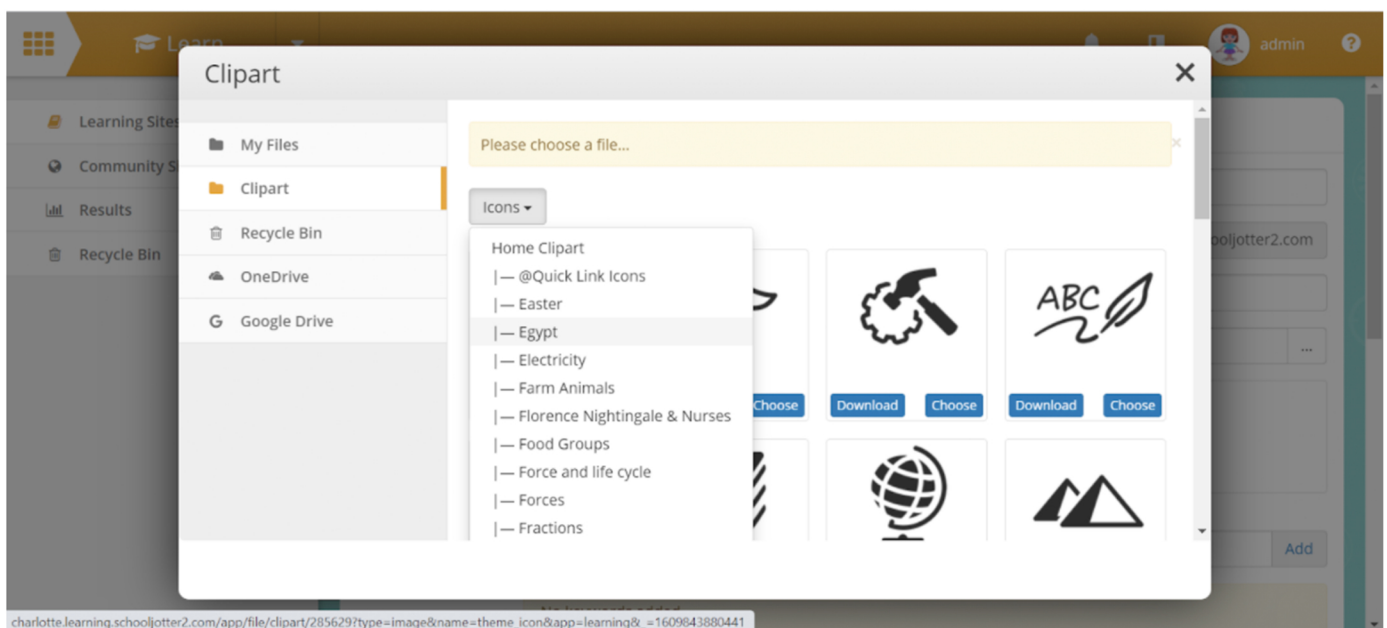 Learn
admin
?
Clipart
Learning Sites
Community S
Results
Recycle Bin
My Files
Clipart
Recycle Bin
OneDrive
G Google Drive
Please choose a file...
Icons
Home Clipart
|— @Quick Link Icons
|— Easter
|— Egypt
|— Electricity
|— Farm Animals
|— Florence Nightingale & Nurses
|— Food Groups
|— Force and life cycle
|— Forces
|— Fractions
ABC
Choose
Download Choose
Download Choose
ooljotter2.com
...
Add
No keywords added
charlotte.learning.schooljotter2.com/app/file/clipart/285629?type=image&name=theme_icon&app=learning&_=1609843880441